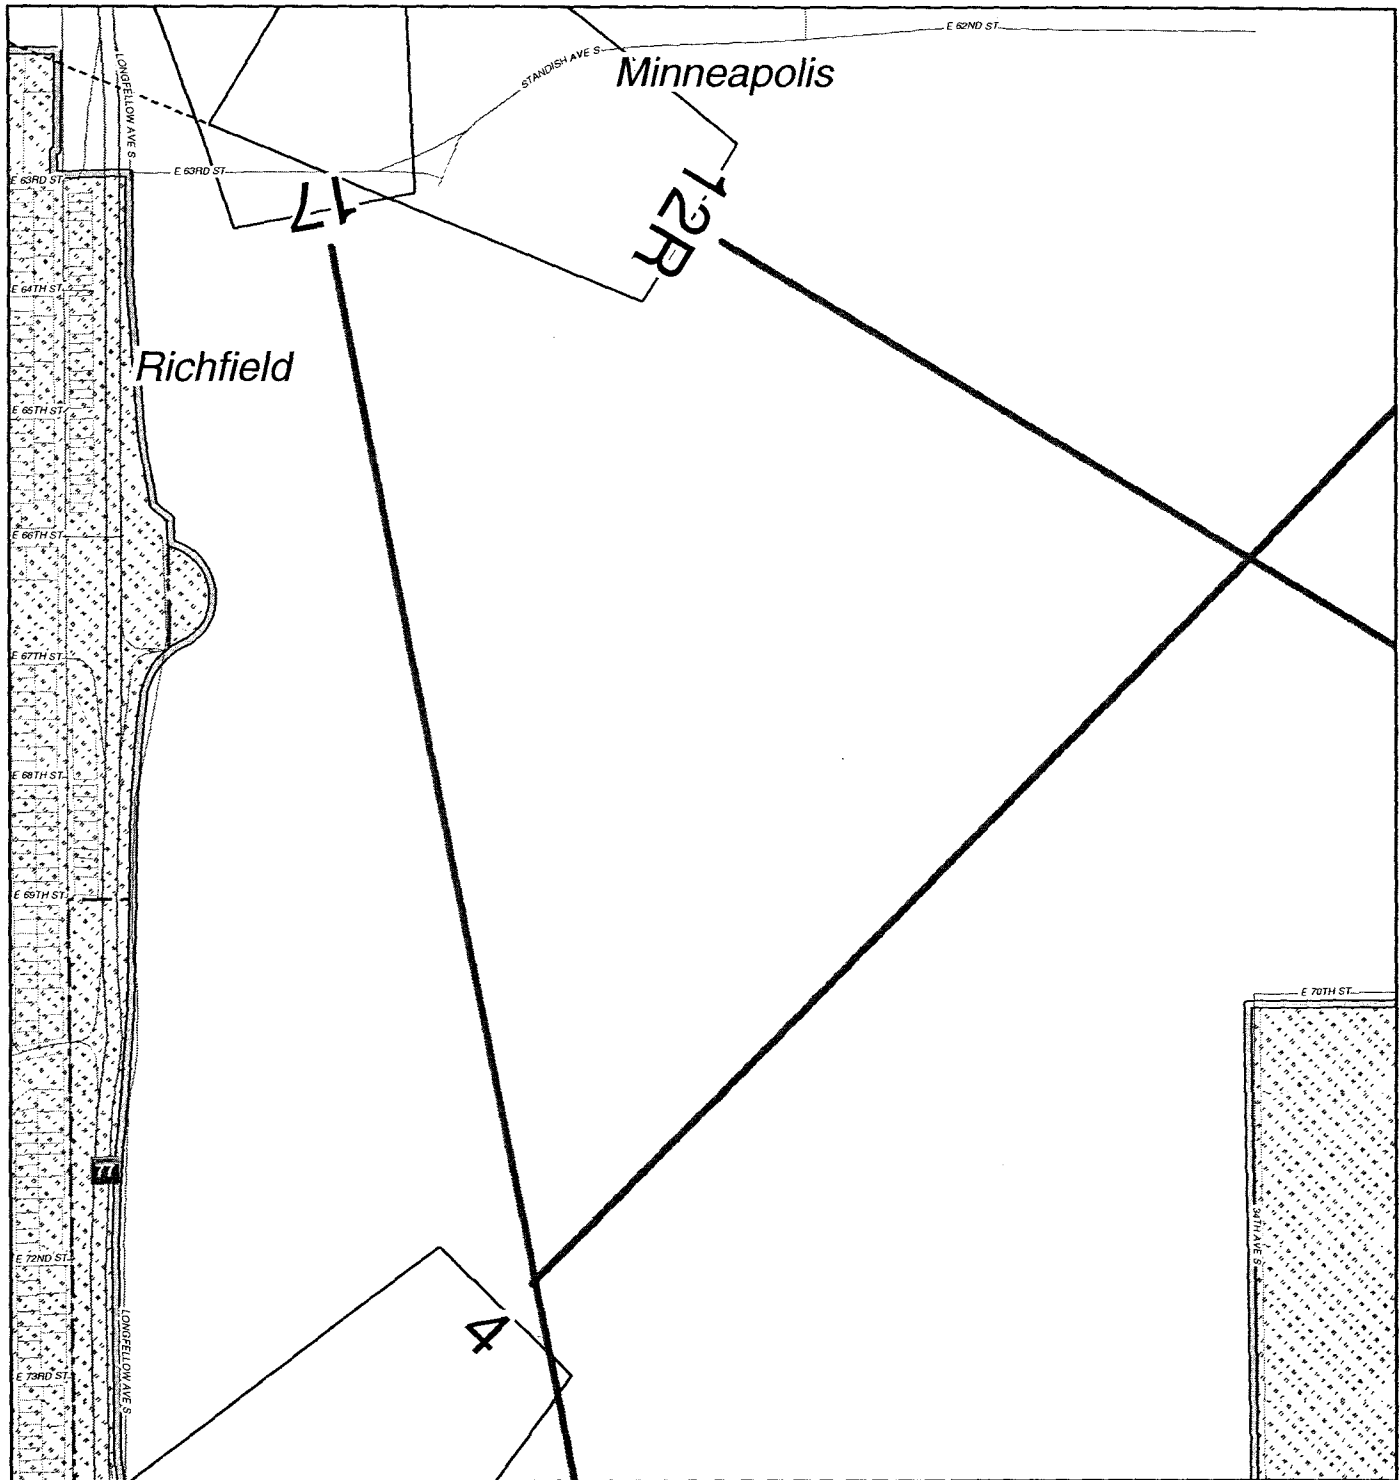 E 62ND ST
STANDISH AVE S
Minneapolis
LONGFELLOW AVE S
E 63RD ST
E 63RD ST
17
12R
E 64TH ST
Richfield
E 65TH ST
E 66TH ST
E 67TH ST
E 68TH ST
E 69TH ST
E 70TH ST
77
34TH AVE S
E 72ND ST
4
LONGFELLOW AVE S
E 73RD ST